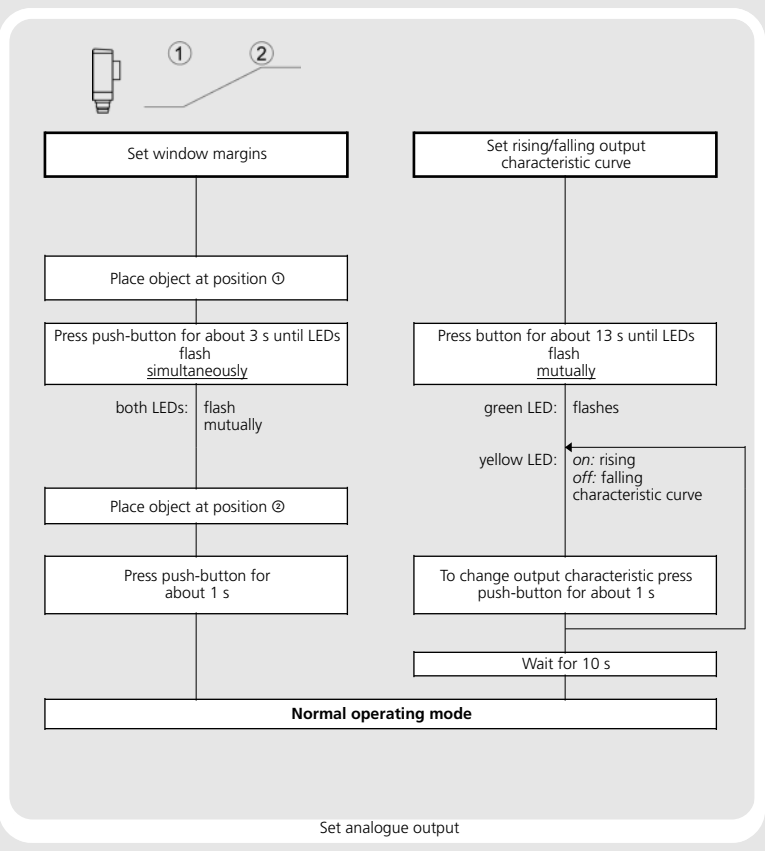 ① ②
Set window margins
Place object at position ①
Press push-button for about 3 s until LEDs
flash
simultaneously
both LEDs: flash
mutually
Place object at position ②
Press push-button for
about 1 s
Set rising/falling output
characteristic curve
Press button for about 13 s until LEDs
flash
mutually
green LED: flashes
yellow LED: on: rising
off: falling
characteristic curve
To change output characteristic press
push-button for about 1 s
Wait for 10 s
Normal operating mode
Set analogue output